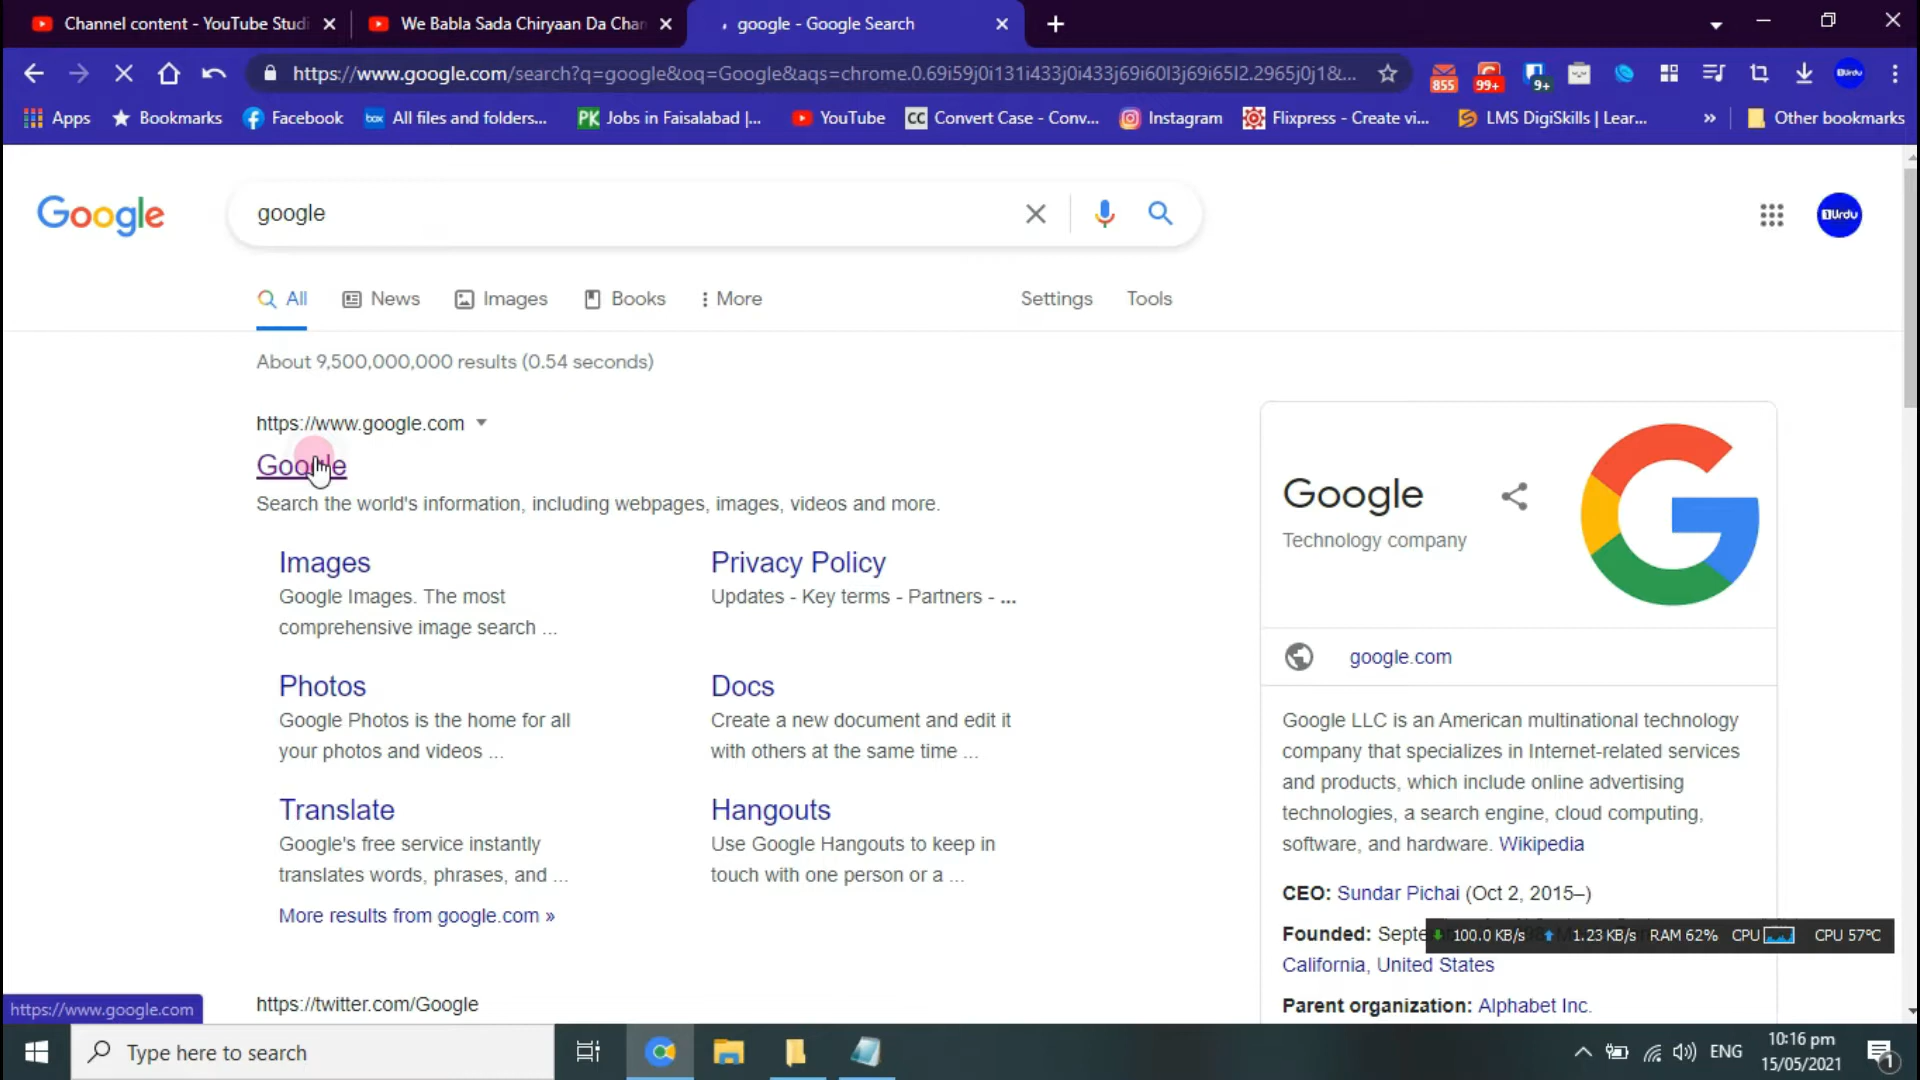 Channel content - YouTube Studi
We Babla Sada Chiryaan Da Chan
google - Google Search
https://www.google.com/search?q=google&oq=Google&aqs=chrome.0.69i59j0i131i433j0i433j69i60l3j69i65l2.2965j0j1&...
855
99+
9+
Apps
Bookmarks
Facebook
box
All files and folders...
PK
Jobs in Faisalabad |...
YouTube
CC
Convert Case - Conv...
Instagram
Flixpress - Create vi...
LMS DigiSkills | Lear...
»
Other bookmarks
Google
google
1Urdu
All
News
Images
Books
More
Settings
Tools
About 9,500,000,000 results (0.54 seconds)
https://www.google.com
Google
Search the world's information, including webpages, images, videos and more.
Images
Google Images. The most
comprehensive image search ...
Privacy Policy
Updates - Key terms - Partners - ...
Photos
Google Photos is the home for all
your photos and videos ...
Docs
Create a new document and edit it
with others at the same time ...
Translate
Google's free service instantly
translates words, phrases, and ...
Hangouts
Use Google Hangouts to keep in
touch with one person or a ...
More results from google.com »
https://twitter.com/Google
Google
Technology company
google.com
Google LLC is an American multinational technology
company that specializes in Internet-related services
and products, which include online advertising
technologies, a search engine, cloud computing,
software, and hardware. Wikipedia
CEO: Sundar Pichai (Oct 2, 2015–)
Founded: Septe
California, United States
Parent organization: Alphabet Inc.
100.0 KB/s
1.23 KB/s
RAM 62%
CPU
CPU 57°C
https://www.google.com
Type here to search
ENG
10:16 pm
15/05/2021
1